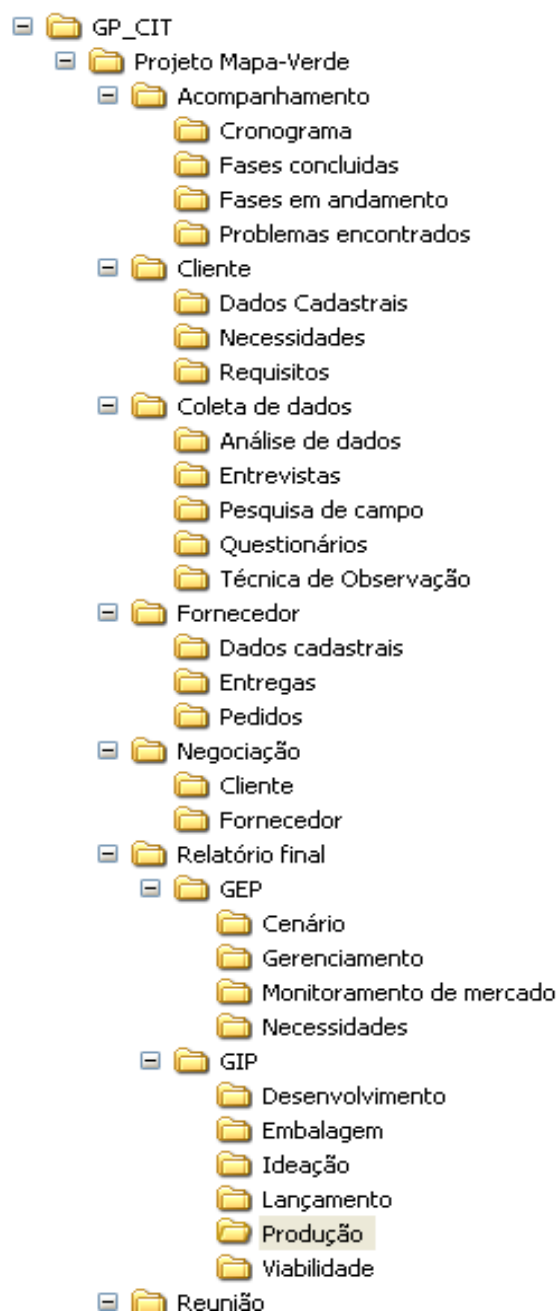 GP_CIT
Projeto Mapa-Verde
Acompanhamento
Cronograma
Fases concluidas
Fases em andamento
Problemas encontrados
Cliente
Dados Cadastrais
Necessidades
Requisitos
Coleta de dados
Análise de dados
Entrevistas
Pesquisa de campo
Questionários
Técnica de Observação
Fornecedor
Dados cadastrais
Entregas
Pedidos
Negociação
Cliente
Fornecedor
Relatório final
GEP
Cenário
Gerenciamento
Monitoramento de mercado
Necessidades
GIP
Desenvolvimento
Embalagem
Ideação
Lançamento
Produção
Viabilidade
Reunião